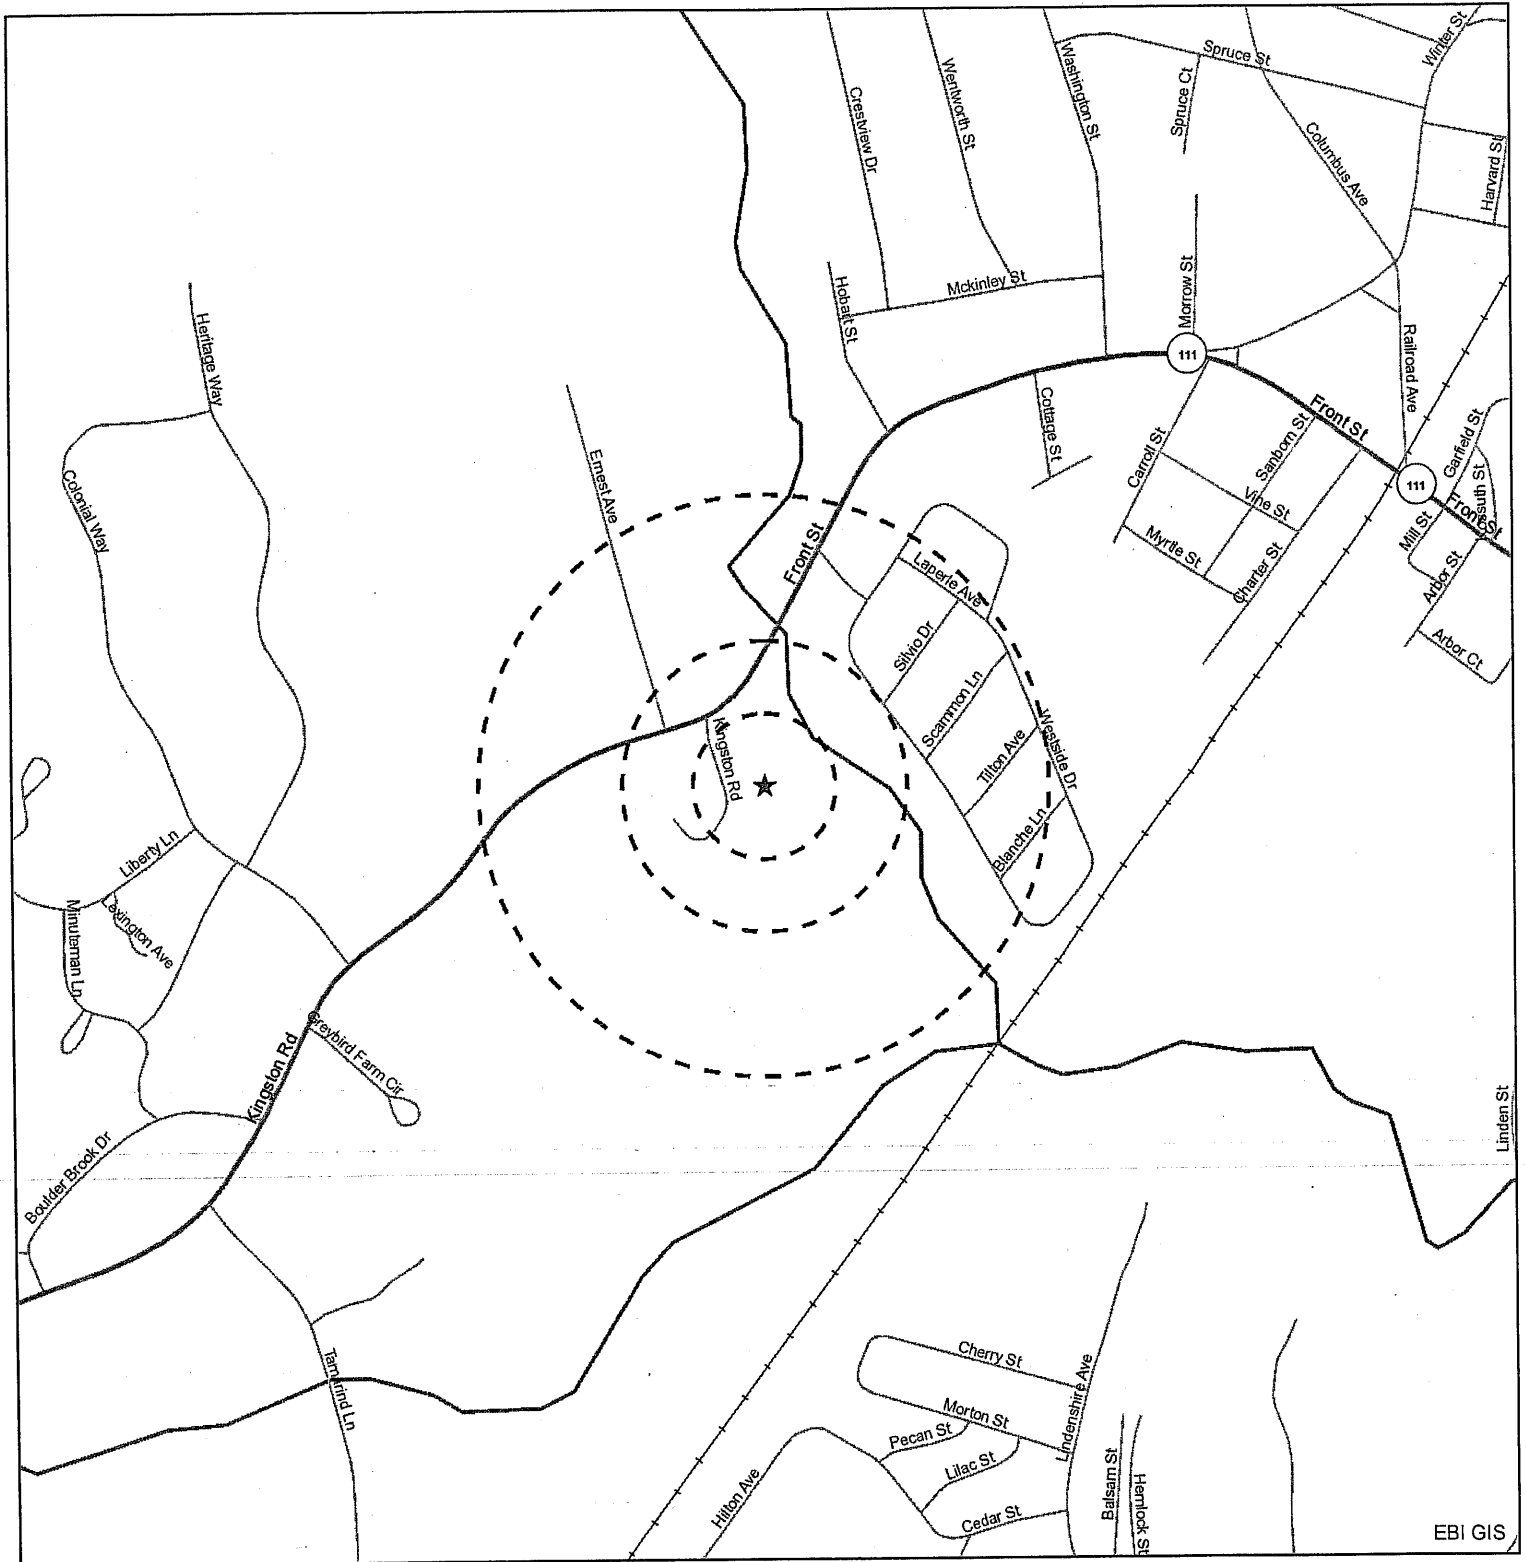 Winter St
Spruce St
Washington St
Wentworth St
Spruce Ct
Crestview Dr
Columbus Ave
Harvard St
Mckinley St
Hobart St
Morrow St
Heritage Way
111
Railroad Ave
Cottage St
Front St
Sanborn St
Garfield St
Carroll St
Ernest Ave
Colonial Way
111
Vine St
Front St
Mill St
Front St
Myrtle St
Laperle Ave
Charter St
Arbor St
Silvio Dr
Arbor Ct
Scammon Ln
Westside Dr
Kingston Rd
Tilton Ave
Liberty Ln
Blanche Ln
Minuteman Ln
Lexington Ave
Greybird Farm Cir
Kingston Rd
Linden St
Boulder Brook Dr
Tamarind Ln
Cherry St
Lindenshire Ave
Morton St
Pecan St
Lilac St
Balsam St
Hemlock St
Hilton Ave
Cedar St
EBI GIS